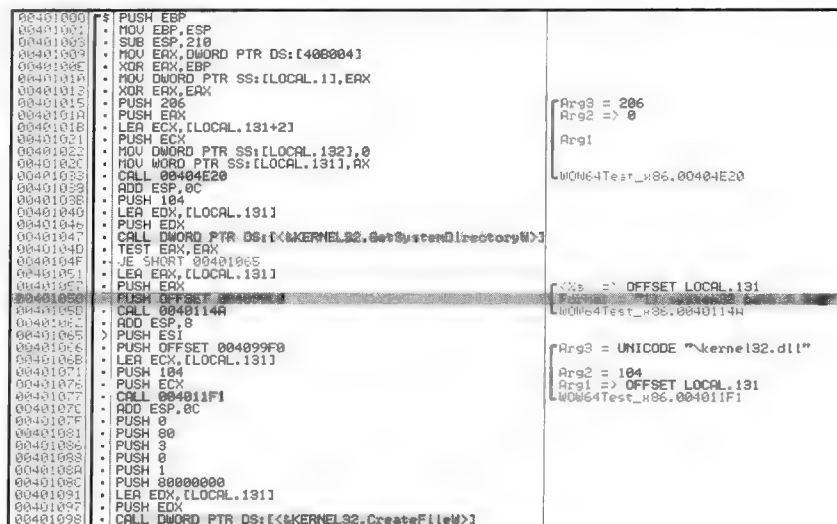 00401000 $ PUSH EBP
00401001 . MOV EBP,ESP
00401003 . SUB ESP,210
00401009 . MOV EAX,DWORD PTR DS:[40B004]
0040100E . XOR EAX,EBP
00401010 . MOV DWORD PTR SS:[LOCAL.1],EAX
00401013 . XOR EAX,EAX
00401015 . PUSH 206 Arg3 = 206
0040101A . PUSH EAX Arg2 => 0
0040101B . LEA ECX,[LOCAL.131+2]
00401021 . PUSH ECX Arg1
00401022 . MOV DWORD PTR SS:[LOCAL.132],0
0040102C . MOV WORD PTR SS:[LOCAL.131],AX
00401033 . CALL 00404E20 WOW64Test_x86.00404E20
00401038 . ADD ESP,0C
0040103B . PUSH 104
00401040 . LEA EDX,[LOCAL.131]
00401046 . PUSH EDX
00401047 . CALL DWORD PTR DS:[<&KERNEL32.GetSystemDirectoryW>]
0040104D . TEST EAX,EAX
0040104F . JE SHORT 00401065
00401051 . LEA EAX,[LOCAL.131]
00401057 . PUSH EAX <%s> => OFFSET LOCAL.131
00401058 . PUSH OFFSET Format =
0040105D . CALL 0040114A WOW64Test_x86.0040114A
00401062 . ADD ESP,8
00401065 > PUSH ESI
00401066 . PUSH OFFSET 004099F0 Arg3 = UNICODE "\kernel32.dll"
0040106B . LEA ECX,[LOCAL.131]
00401071 . PUSH 104 Arg2 = 104
00401076 . PUSH ECX Arg1 => OFFSET LOCAL.131
00401077 . CALL 004011F1 WOW64Test_x86.004011F1
0040107C . ADD ESP,0C
0040107F . PUSH 0
00401081 . PUSH 80
00401086 . PUSH 3
00401088 . PUSH 0
0040108A . PUSH 1
0040108C . PUSH 80000000
00401091 . LEA EDX,[LOCAL.131]
00401097 . PUSH EDX
00401098 . CALL DWORD PTR DS:[<&KERNEL32.CreateFileW>]